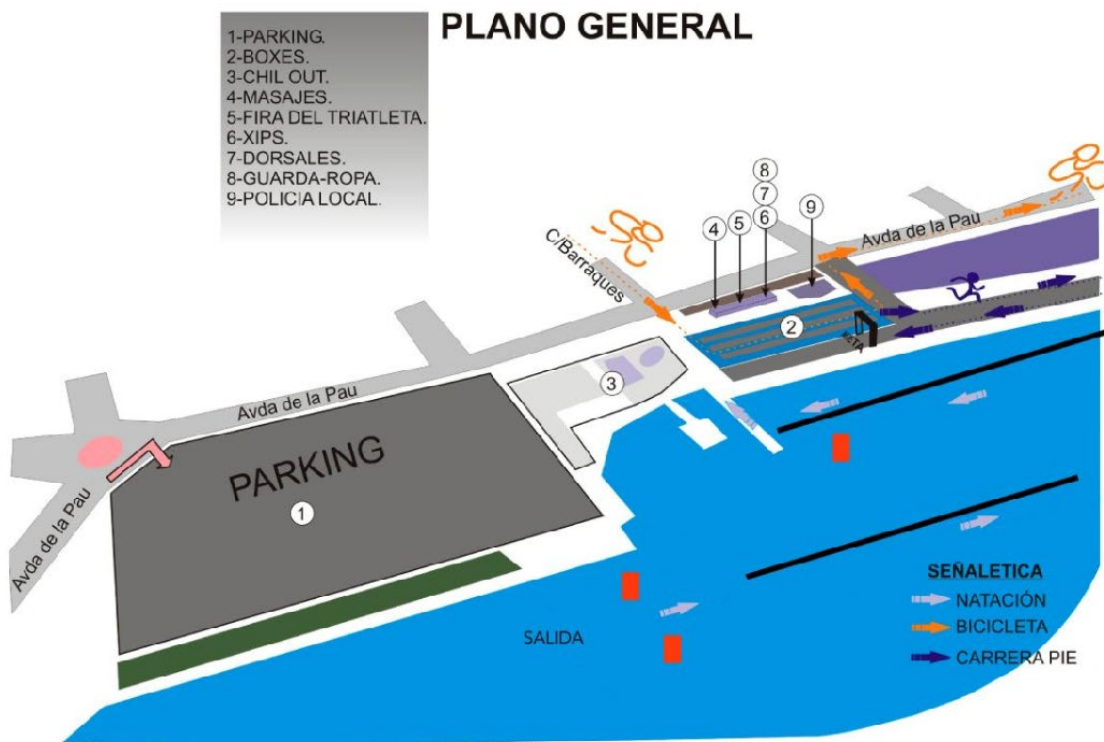 PLANO GENERAL
1-PARKING.
2-BOXES.
3-CHIL OUT.
4-MASAJES.
5-FIRA DEL TRIATLETA.
6-XIPS.
7-DORSALES.
8-GUARDA-ROPA.
9-POLICIA LOCAL.
8
7
6
9
5
4
Avda de la Pau
C/Barraques
2
META
3
Avda de la Pau
PARKING
1
Avda de la Pau
SALIDA
SEÑALETICA
NATACIÓN
BICICLETA
CARRERA PIE